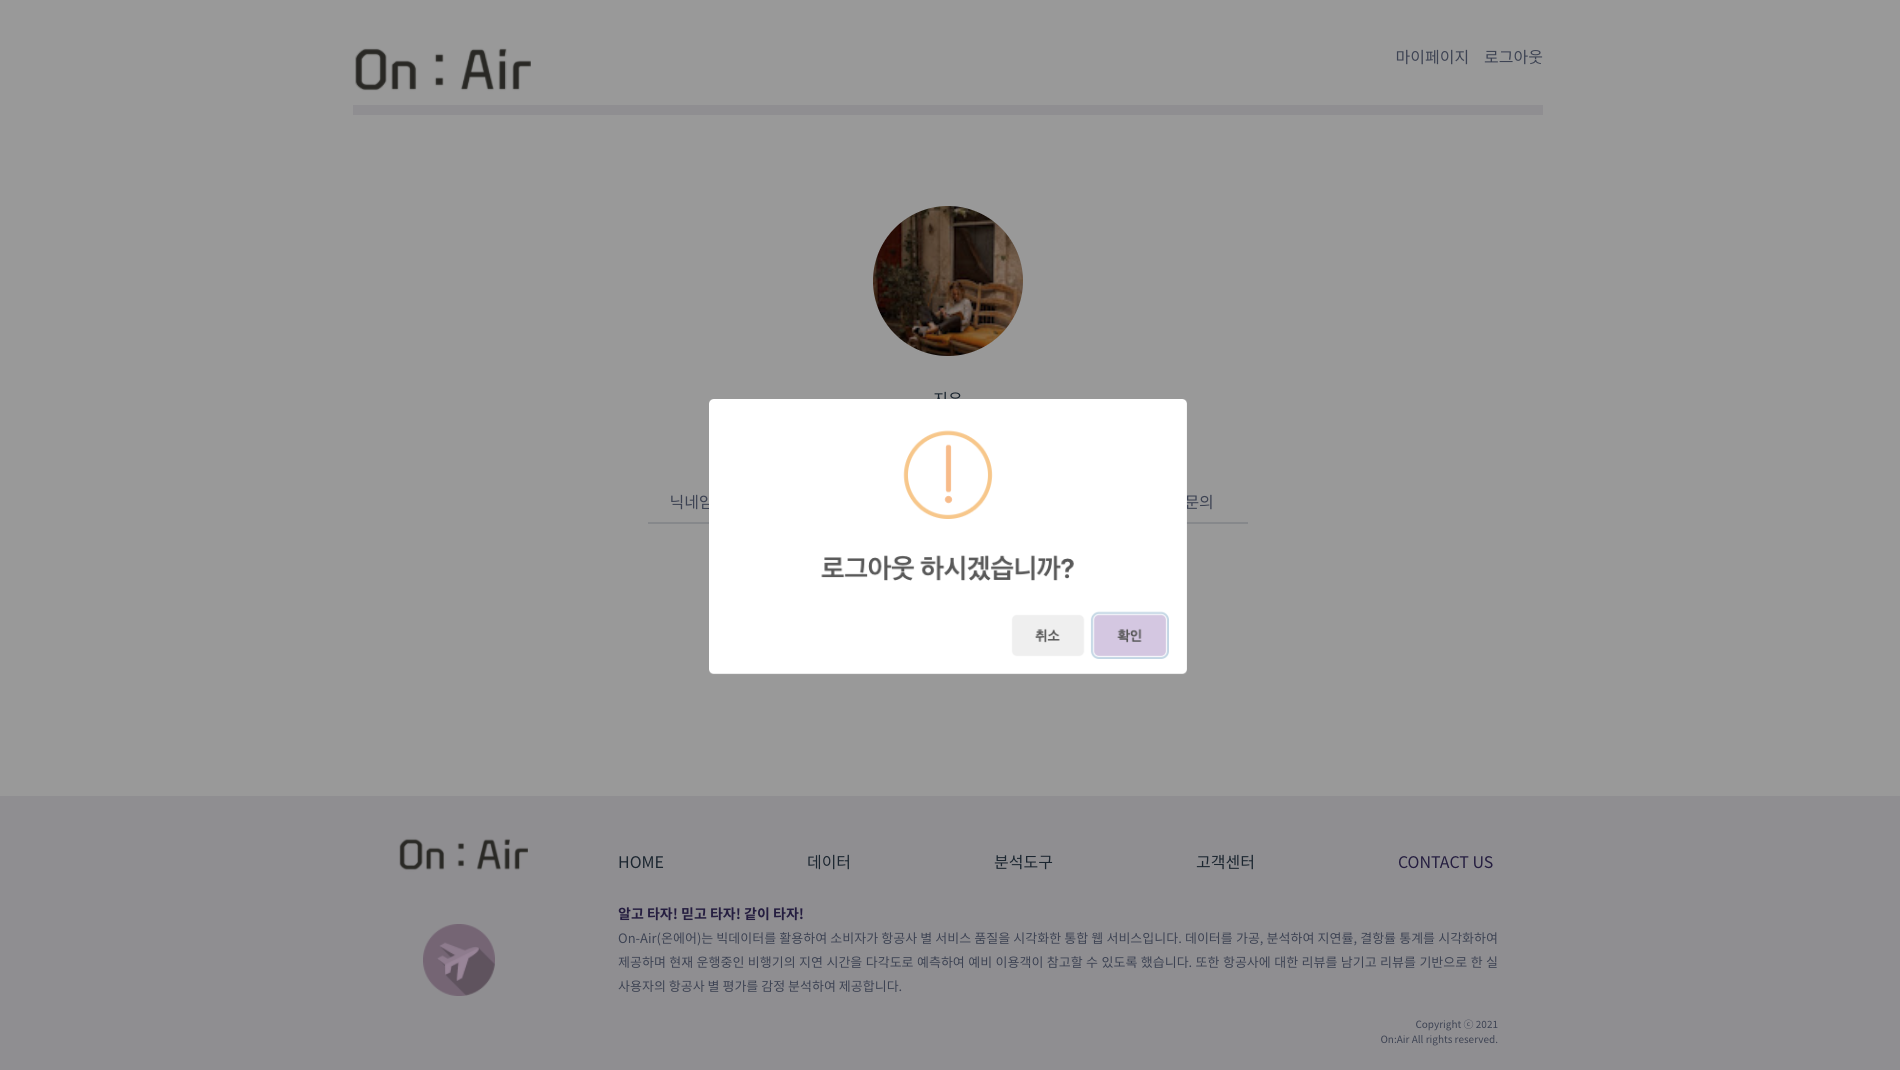 On : Air
마이페이지 로그아웃
문의
로그아웃 하시겠습니까?
취소 확인
On : Air
HOME 데이터 분석도구 고객센터 CONTACT US
알고 타자! 믿고 타자! 같이 타자!
On-Air(온에어)는 빅데이터를 활용하여 소비자가 항공사 별 서비스 품질을 시각화한 통합 웹 서비스입니다. 데이터를 가공, 분석하여 지연률, 결항률 통계를 시각화하여
제공하며 현재 운행중인 비행기의 지연 시간을 다각도로 예측하여 예비 이용객이 참고할 수 있도록 했습니다. 또한 항공사에 대한 리뷰를 남기고 리뷰를 기반으로 한 실
사용자의 항공사 별 평가를 감정 분석하여 제공합니다.
Copyright ⓒ 2021
On:Air All rights reserved.